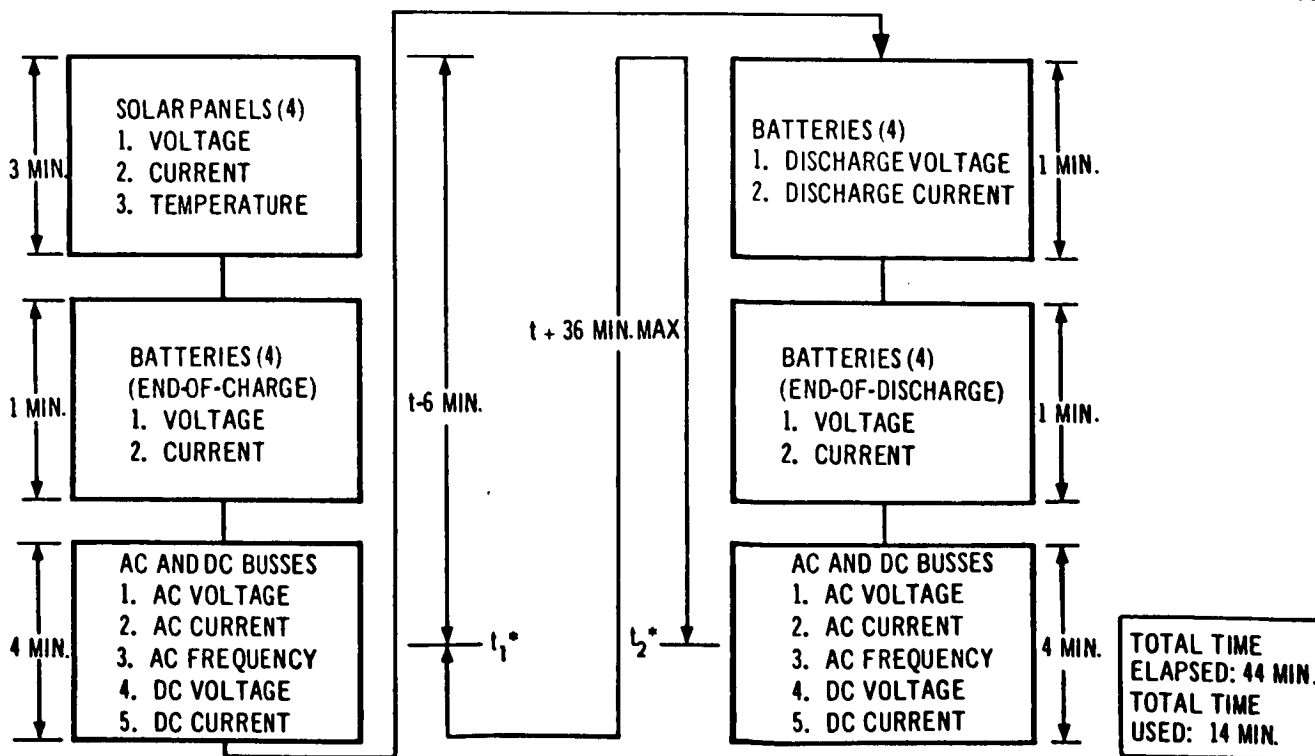 3 MIN.
SOLAR PANELS (4)
1. VOLTAGE
2. CURRENT
3. TEMPERATURE
1 MIN.
BATTERIES (4)
(END-OF-CHARGE)
1. VOLTAGE
2. CURRENT
4 MIN.
AC AND DC BUSSES
1. AC VOLTAGE
2. AC CURRENT
3. AC FREQUENCY
4. DC VOLTAGE
5. DC CURRENT
t-6 MIN.
t₁*
t + 36 MIN. MAX
t₂*
BATTERIES (4)
1. DISCHARGE VOLTAGE
2. DISCHARGE CURRENT
1 MIN.
BATTERIES (4)
(END-OF-DISCHARGE)
1. VOLTAGE
2. CURRENT
1 MIN.
AC AND DC BUSSES
1. AC VOLTAGE
2. AC CURRENT
3. AC FREQUENCY
4. DC VOLTAGE
5. DC CURRENT
4 MIN.
TOTAL TIME
ELAPSED: 44 MIN.
TOTAL TIME
USED: 14 MIN.